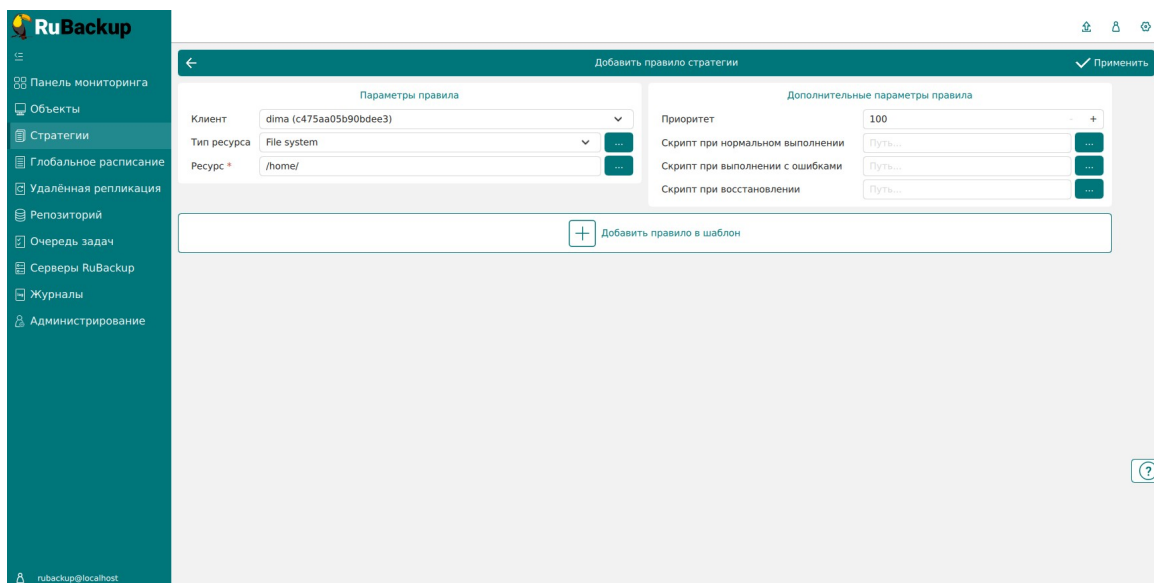 RuBackup
Панель мониторинга
Объекты
Стратегии
Глобальное расписание
Удалённая репликация
Репозиторий
Очередь задач
Серверы RuBackup
Журналы
Администрирование
rubackup@localhost
Добавить правило стратегии
Применить
Параметры правила
Клиент
dima (c475aa05b90bdee3)
Тип ресурса
File system
...
Ресурс *
/home/
...
Дополнительные параметры правила
Приоритет
100
- +
Скрипт при нормальном выполнении
Путь...
...
Скрипт при выполнении с ошибками
Путь...
...
Скрипт при восстановлении
Путь...
...
+ Добавить правило в шаблон
?